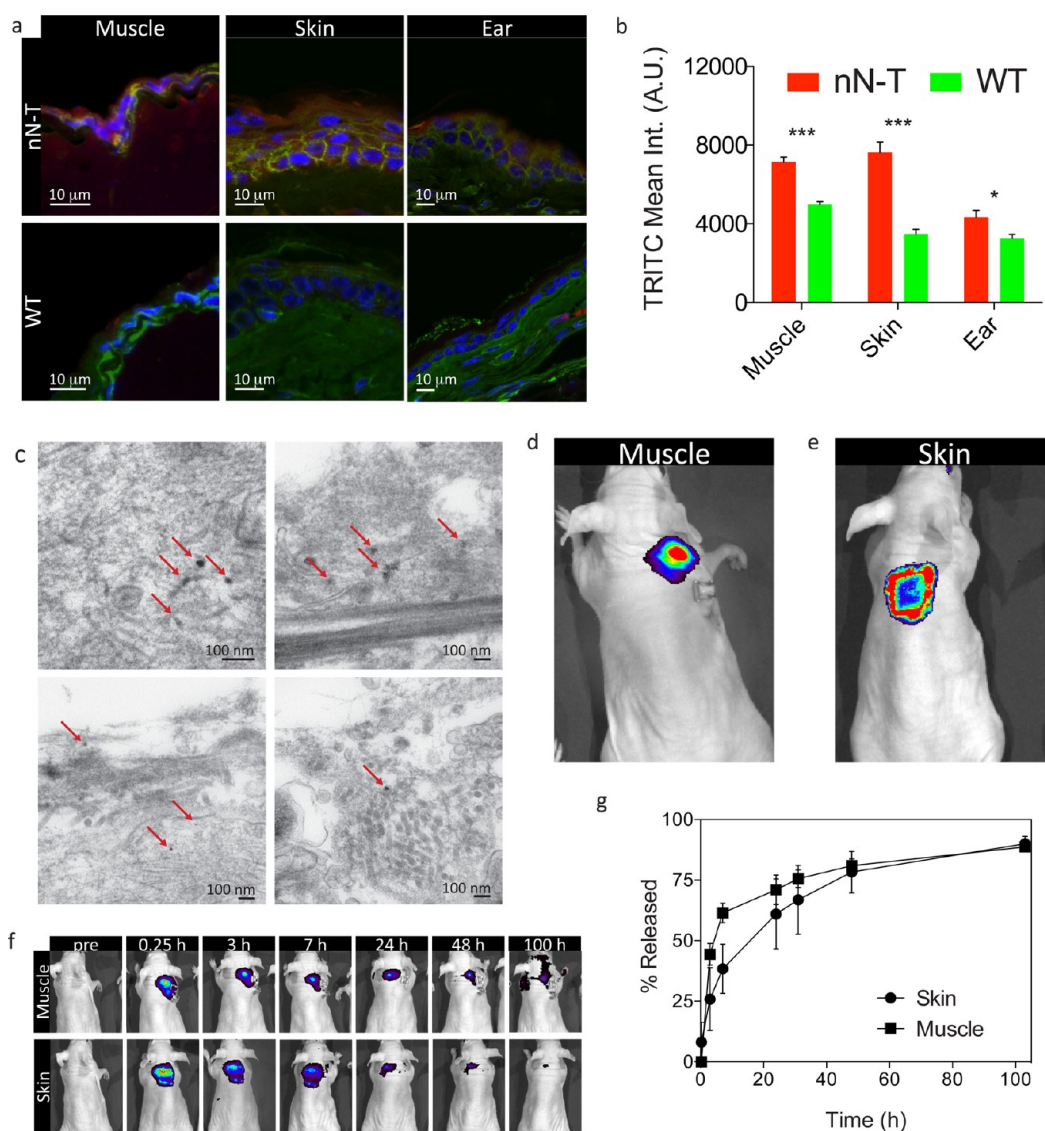 a
Muscle
Skin
Ear
nN-T
10 µm
10 µm
10 µm
WT
10 µm
10 µm
10 µm
b
12000
8000
4000
0
TRITC Mean Int. (A.U.)
nN-T
WT
***
***
*
Muscle
Skin
Ear
c
100 nm
100 nm
100 nm
100 nm
d
Muscle
e
Skin
f
pre
0.25 h
3 h
7 h
24 h
48 h
100 h
Muscle
Skin
g
100
75
50
25
0
% Released
Skin
Muscle
0
20
40
60
80
100
Time (h)